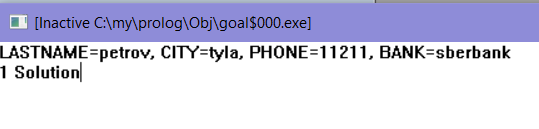 [Inactive C:\my\prolog\Obj\goal$000.exe]
LASTNAME=petrov, CITY=tyla, PHONE=11211, BANK=sberbank
1 Solution